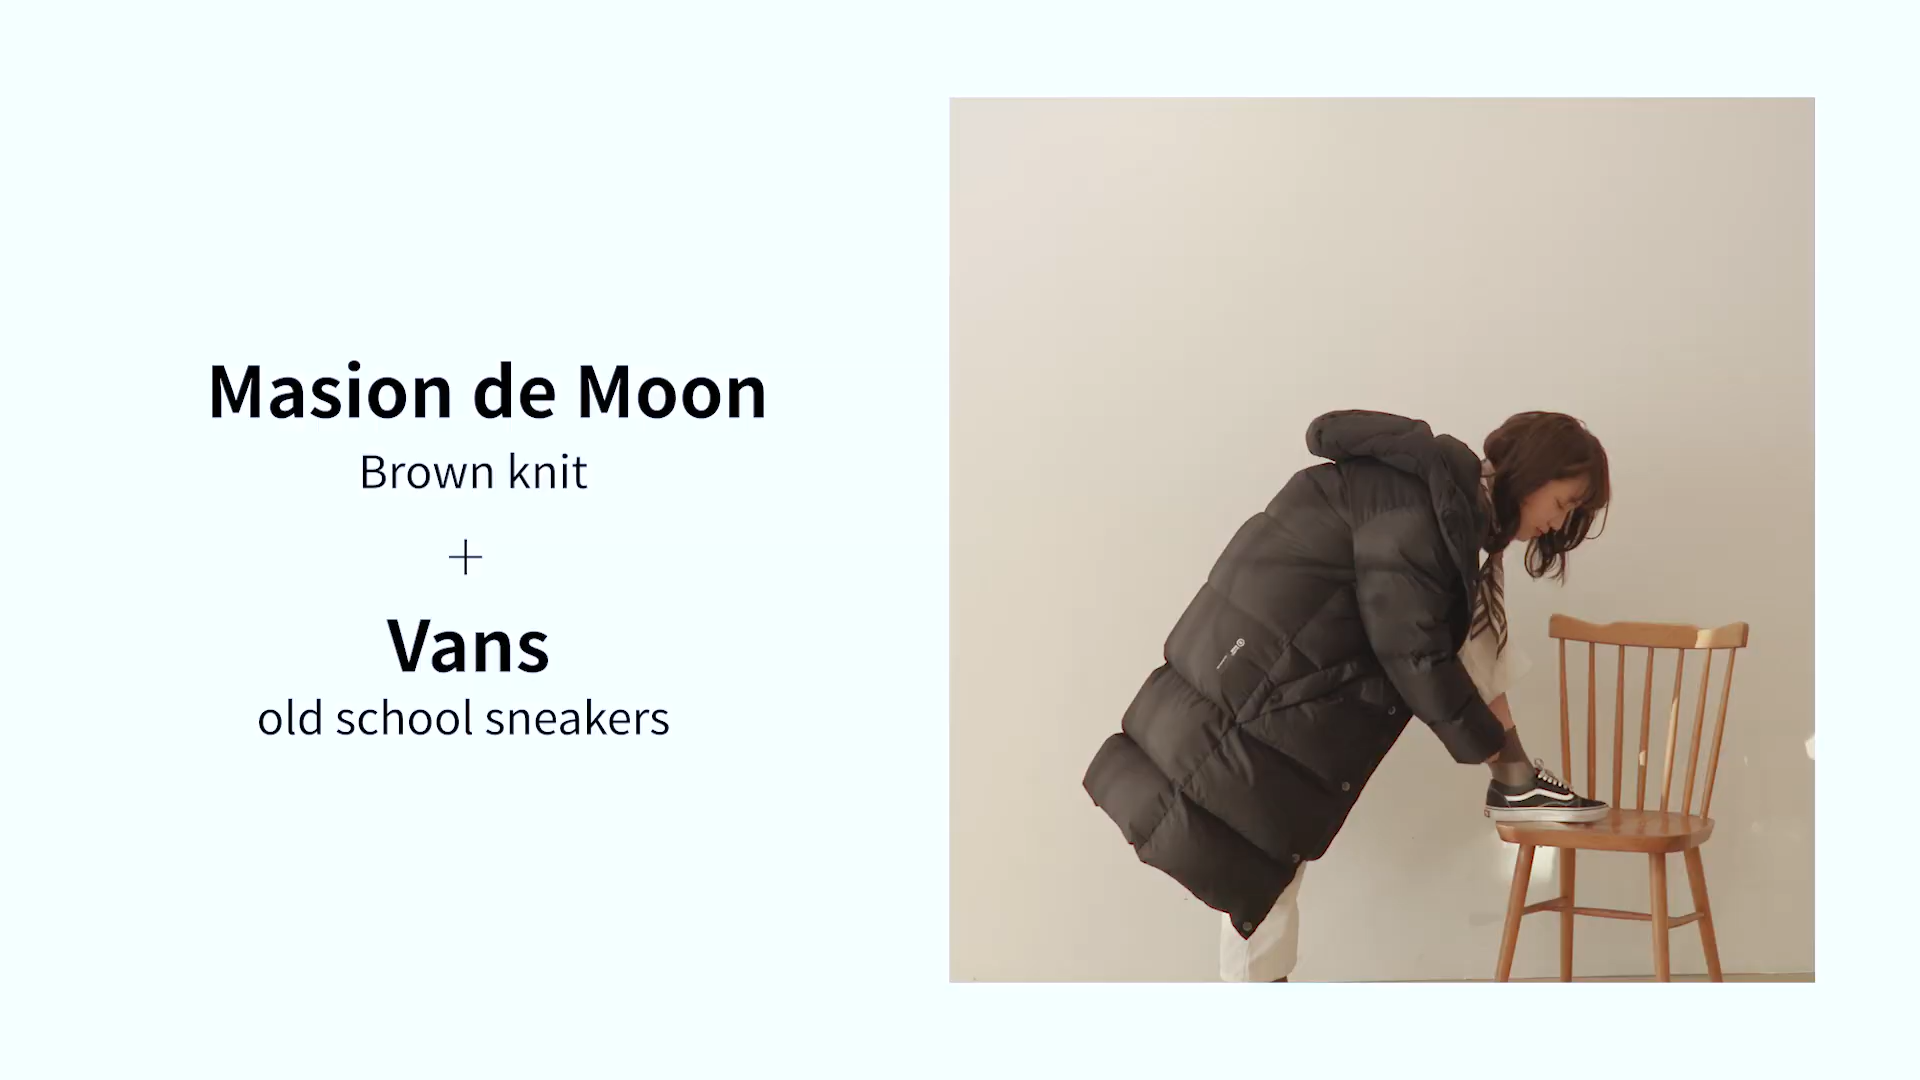 Masion de Moon
Brown knit
+
Vans
old school sneakers